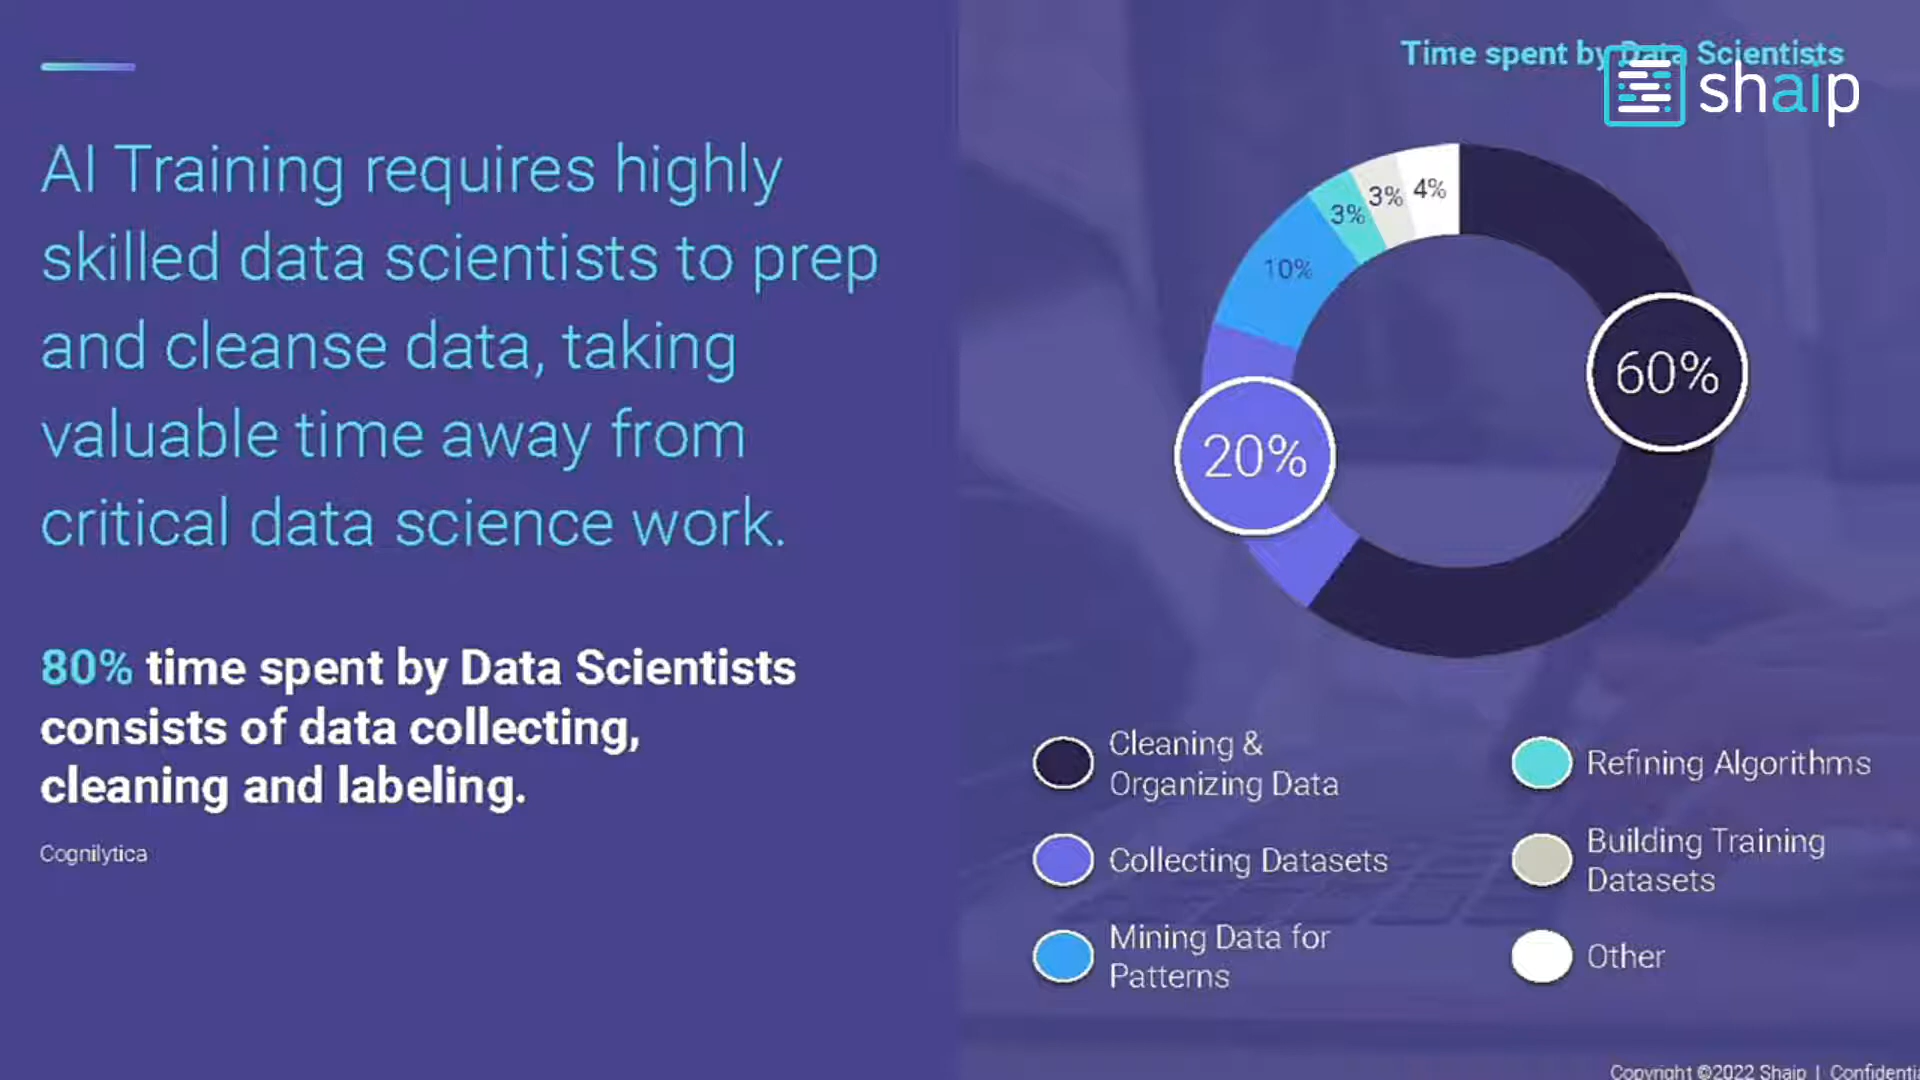 AI Training requires highly
skilled data scientists to prep
and cleanse data, taking
valuable time away from
critical data science work.
80% time spent by Data Scientists
consists of data collecting,
cleaning and labeling.
Cognilytica
Time spent by Data Scientists
shaip
4%
3%
3%
10%
60%
20%
Cleaning &
Organizing Data
Collecting Datasets
Mining Data for
Patterns
Refining Algorithms
Building Training
Datasets
Other
Copyright ©2022 Shaip |